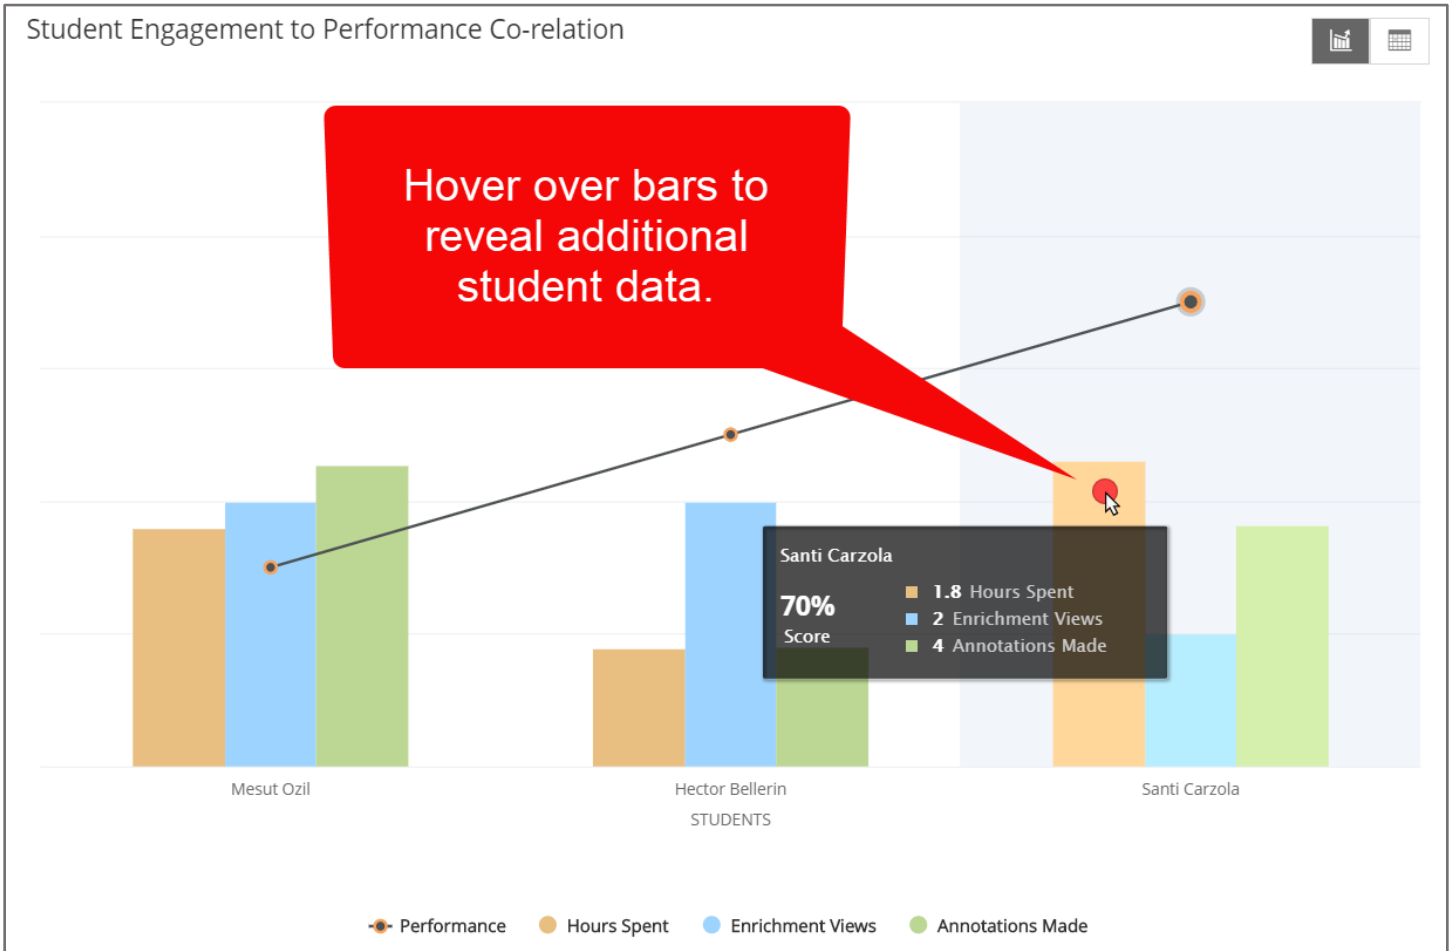 Student Engagement to Performance Co-relation
Hover over bars to
reveal additional
student data.
Santi Carzola
70%
Score
1.8 Hours Spent
2 Enrichment Views
4 Annotations Made
Mesut Ozil
Hector Bellerin
Santi Carzola
STUDENTS
Performance
Hours Spent
Enrichment Views
Annotations Made